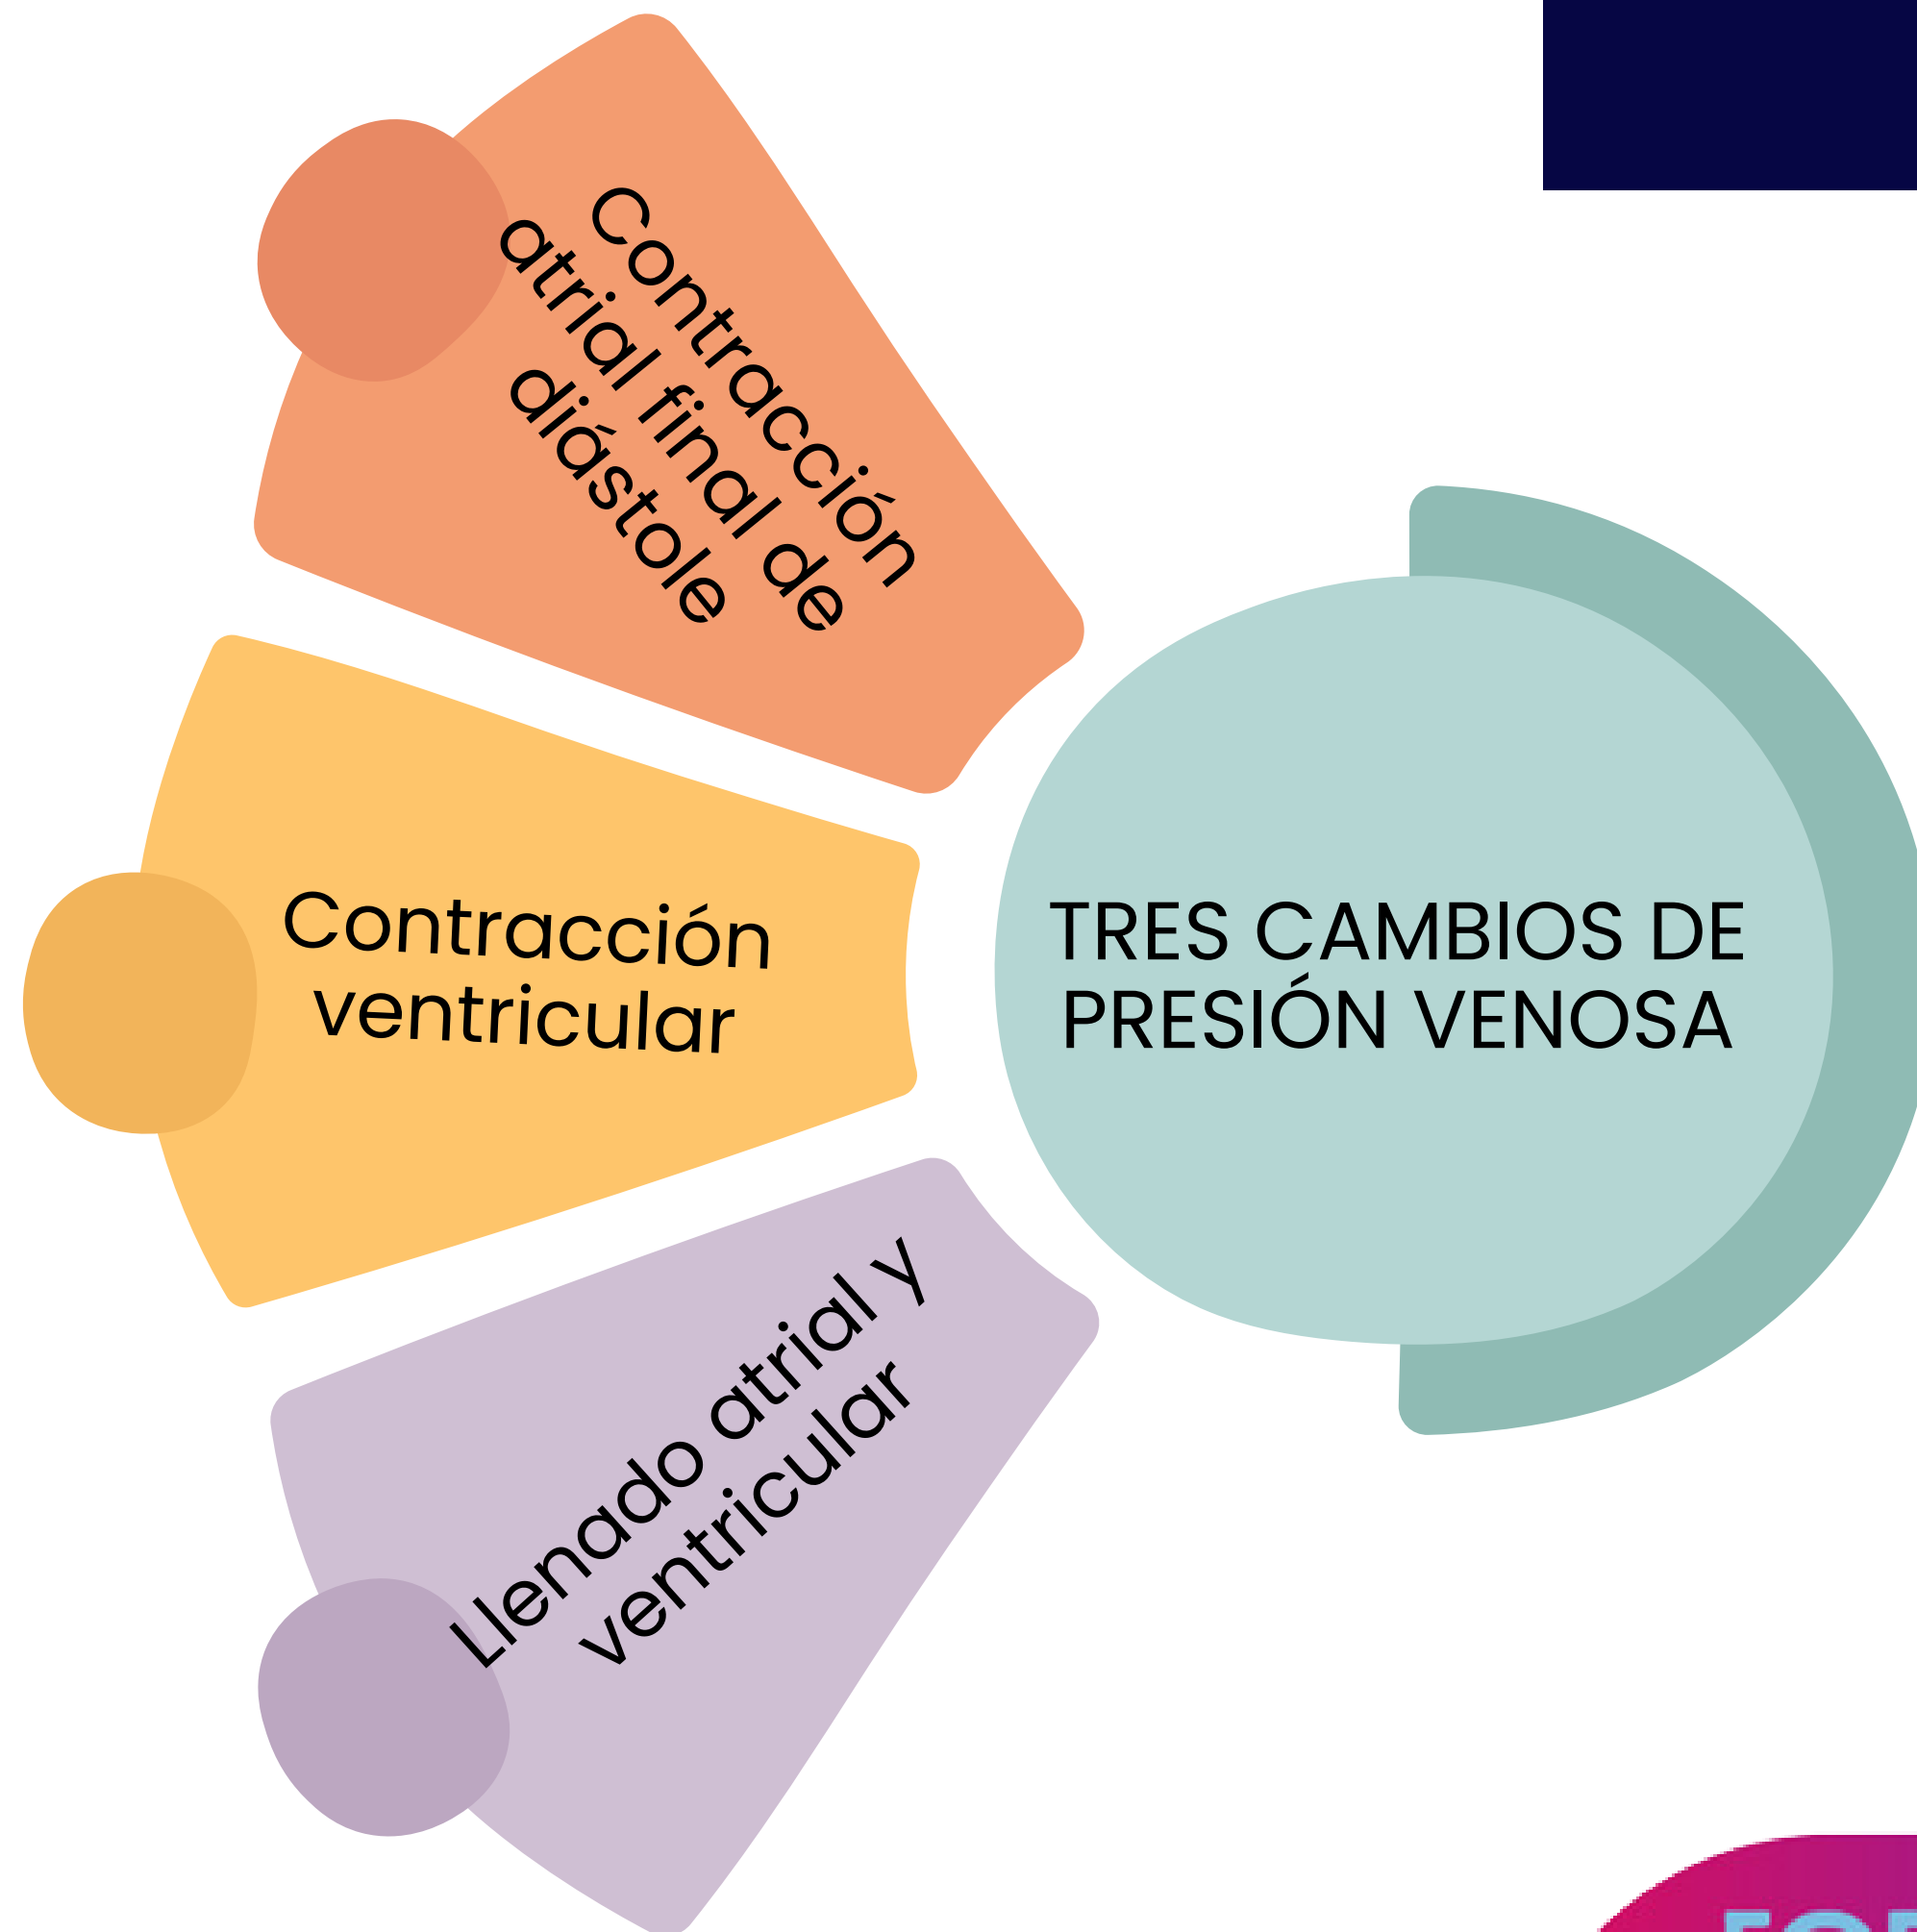 Contracción
atrial final de
diástole
Contracción
ventricular
TRES CAMBIOS DE
PRESIÓN VENOSA
Llenado atrial y
ventricular